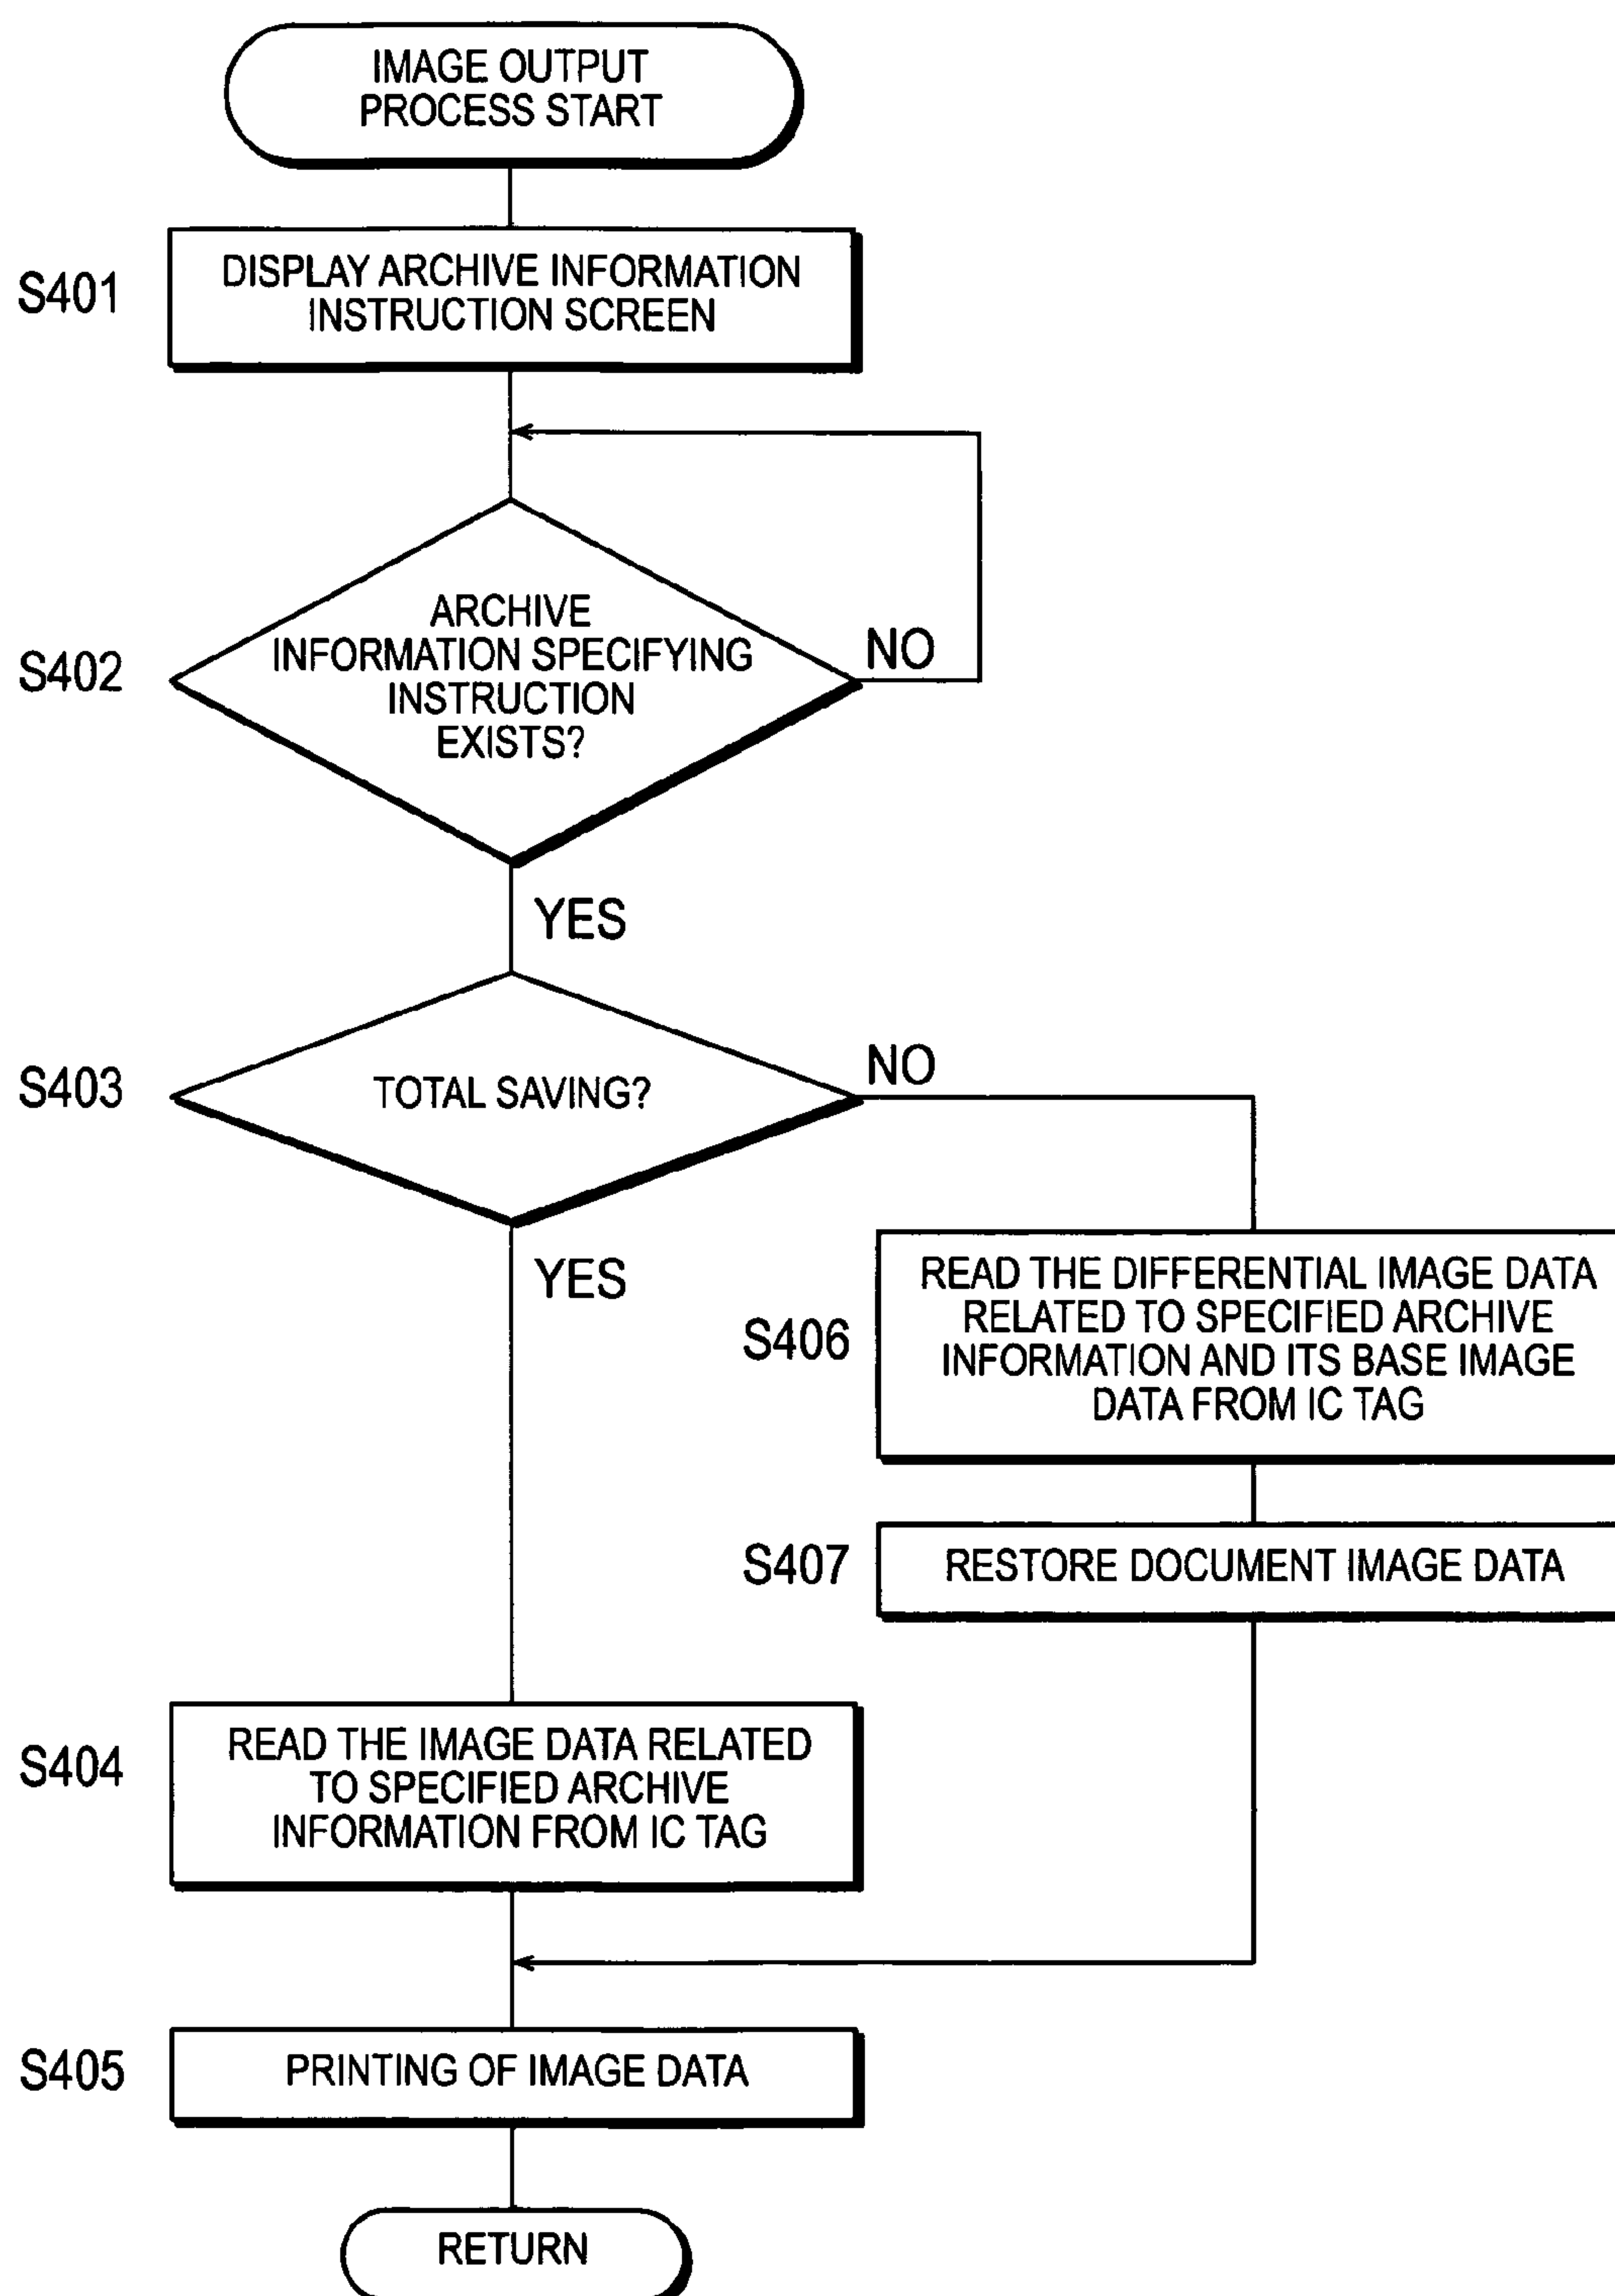 IMAGE OUTPUT
PROCESS START
S401
DISPLAY ARCHIVE INFORMATION
INSTRUCTION SCREEN
S402
ARCHIVE
INFORMATION SPECIFYING
INSTRUCTION
EXISTS?
NO
YES
S403
TOTAL SAVING?
NO
YES
S406
READ THE DIFFERENTIAL IMAGE DATA
RELATED TO SPECIFIED ARCHIVE
INFORMATION AND ITS BASE IMAGE
DATA FROM IC TAG
S407
RESTORE DOCUMENT IMAGE DATA
S404
READ THE IMAGE DATA RELATED
TO SPECIFIED ARCHIVE
INFORMATION FROM IC TAG
S405
PRINTING OF IMAGE DATA
RETURN